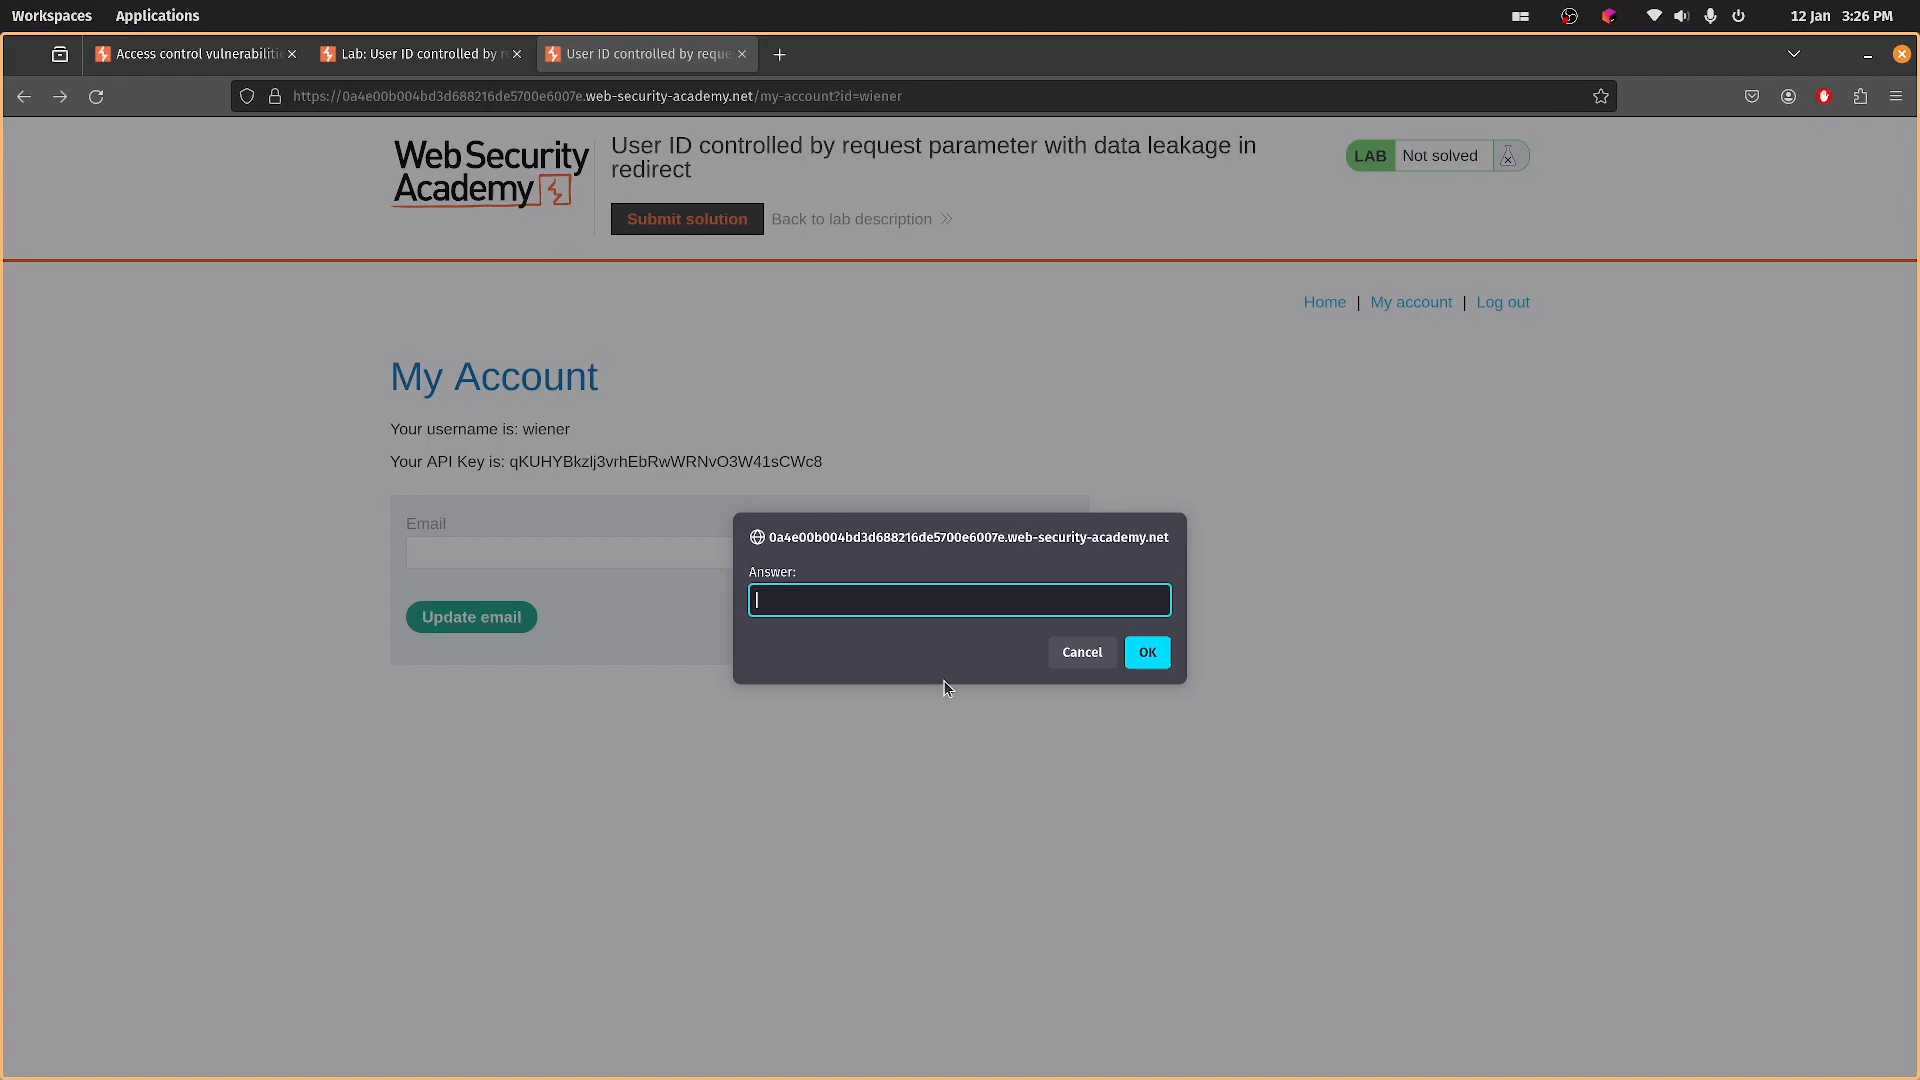 Workspaces Applications 12 Jan 3:26 PM
Access control vulnerabiliti Lab: User ID controlled by r User ID controlled by reque
https://0a4e00b004bd3d688216de5700e6007e.web-security-academy.net/my-account?id=wiener
WebSecurity
Academy
User ID controlled by request parameter with data leakage in
redirect
LAB Not solved
Submit solution Back to lab description
Home | My account | Log out
My Account
Your username is: wiener
Your API Key is: qKUHYBkzlj3vrhEbRwWRNvO3W41sCWc8
Email
0a4e00b004bd3d688216de5700e6007e.web-security-academy.net
Answer:
Update email
Cancel OK